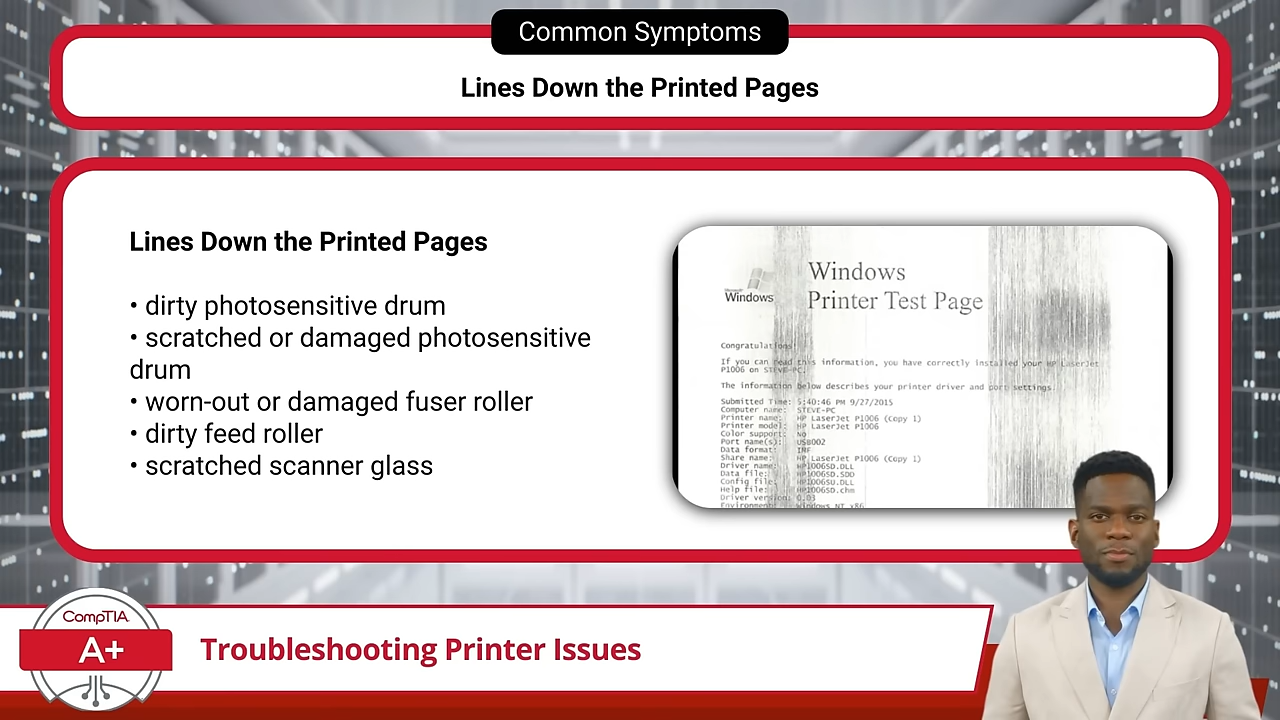 Common Symptoms
Lines Down the Printed Pages
Lines Down the Printed Pages
• dirty photosensitive drum
• scratched or damaged photosensitive
drum
• worn-out or damaged fuser roller
• dirty feed roller
• scratched scanner glass
Microsoft
Windows
Windows
Printer Test Page
Congratulations!
If you can read this information, you have correctly installed your HP LaserJet
P1006 on STEVE-PC.
The information below describes your printer driver and port settings.
Submitted Time: 5:40:46 PM 9/27/2015
Computer name: STEVE-PC
Printer name: HP LaserJet P1006 (Copy 1)
Printer model: HP LaserJet P1006
Color support: No
Port name(s): USB002
Data format:
Share name: HP LaserJet P1006 (Copy 1)
Driver name: HP1006SD.DLL
Data file: HP1006SD.SDD
Config file: HP1006SU.DLL
Help file: HP1006SD.chm
Driver version: 0.03
Environment: Windows NT x86
CompTIA
A+
Troubleshooting Printer Issues